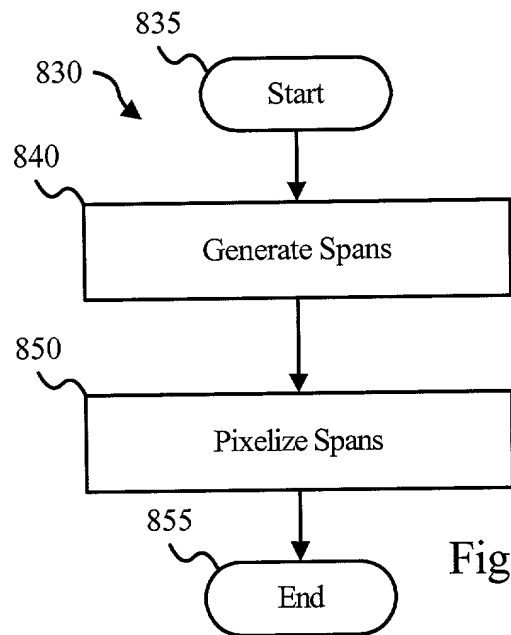 835
830
Start
840
Generate Spans
850
Pixelize Spans
855
End
Fig